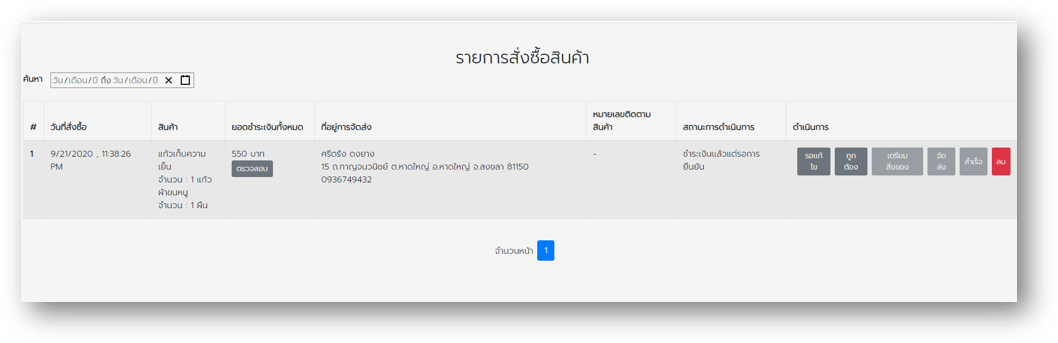 รายการสั่งซื้อสินค้า
ค้นหา วัน/เดือน/ปี ถึง วัน/เดือน/ปี
# วันที่สั่งซื้อ สินค้า ยอดชำระเงินทั้งหมด ที่อยู่การจัดส่ง หมายเลขติดตาม
สินค้า สถานะการดำเนินการ ดำเนินการ
1 9/21/2020 , 11:38:26
PM
แก้วเก็บความ
เย็น
จำนวน : 1 แก้ว
ผ้าขนหนู
จำนวน : 1 ผืน
550 บาท
ตรวจสอบ
ศรีตรัง ดงยาง
15 ถ.กาญจนวนิชย์ ต.หาดใหญ่ อ.หาดใหญ่ จ.สงขลา 81150
0936749432
-
ชำระเงินแล้วแต่รอการ
ยืนยัน
รอแก้
ไข
ถูก
ต้อง
เตรียม
สิ่งของ
จัด
ส่ง
สำเร็จ
ลบ
จำนวนหน้า 1